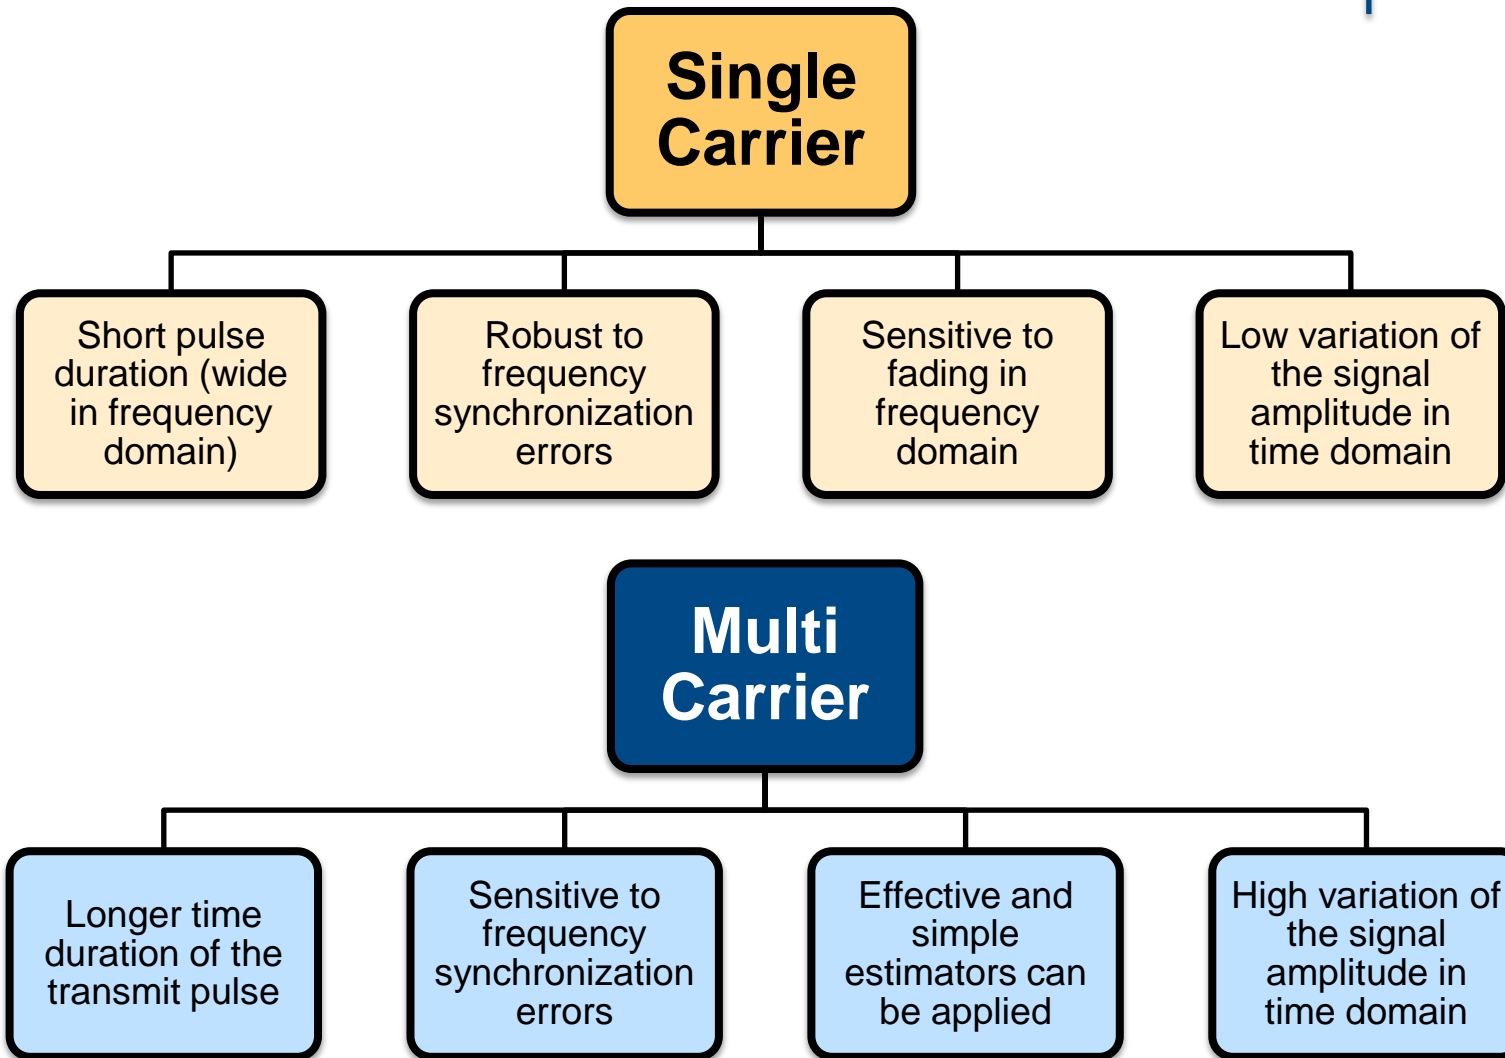 Single
Carrier
Short pulse
duration (wide
in frequency
domain)
Robust to
frequency
synchronization
errors
Sensitive to
fading in
frequency
domain
Low variation of
the signal
amplitude in
time domain
Multi
Carrier
Longer time
duration of the
transmit pulse
Sensitive to
frequency
synchronization
errors
Effective and
simple
estimators can
be applied
High variation of
the signal
amplitude in
time domain